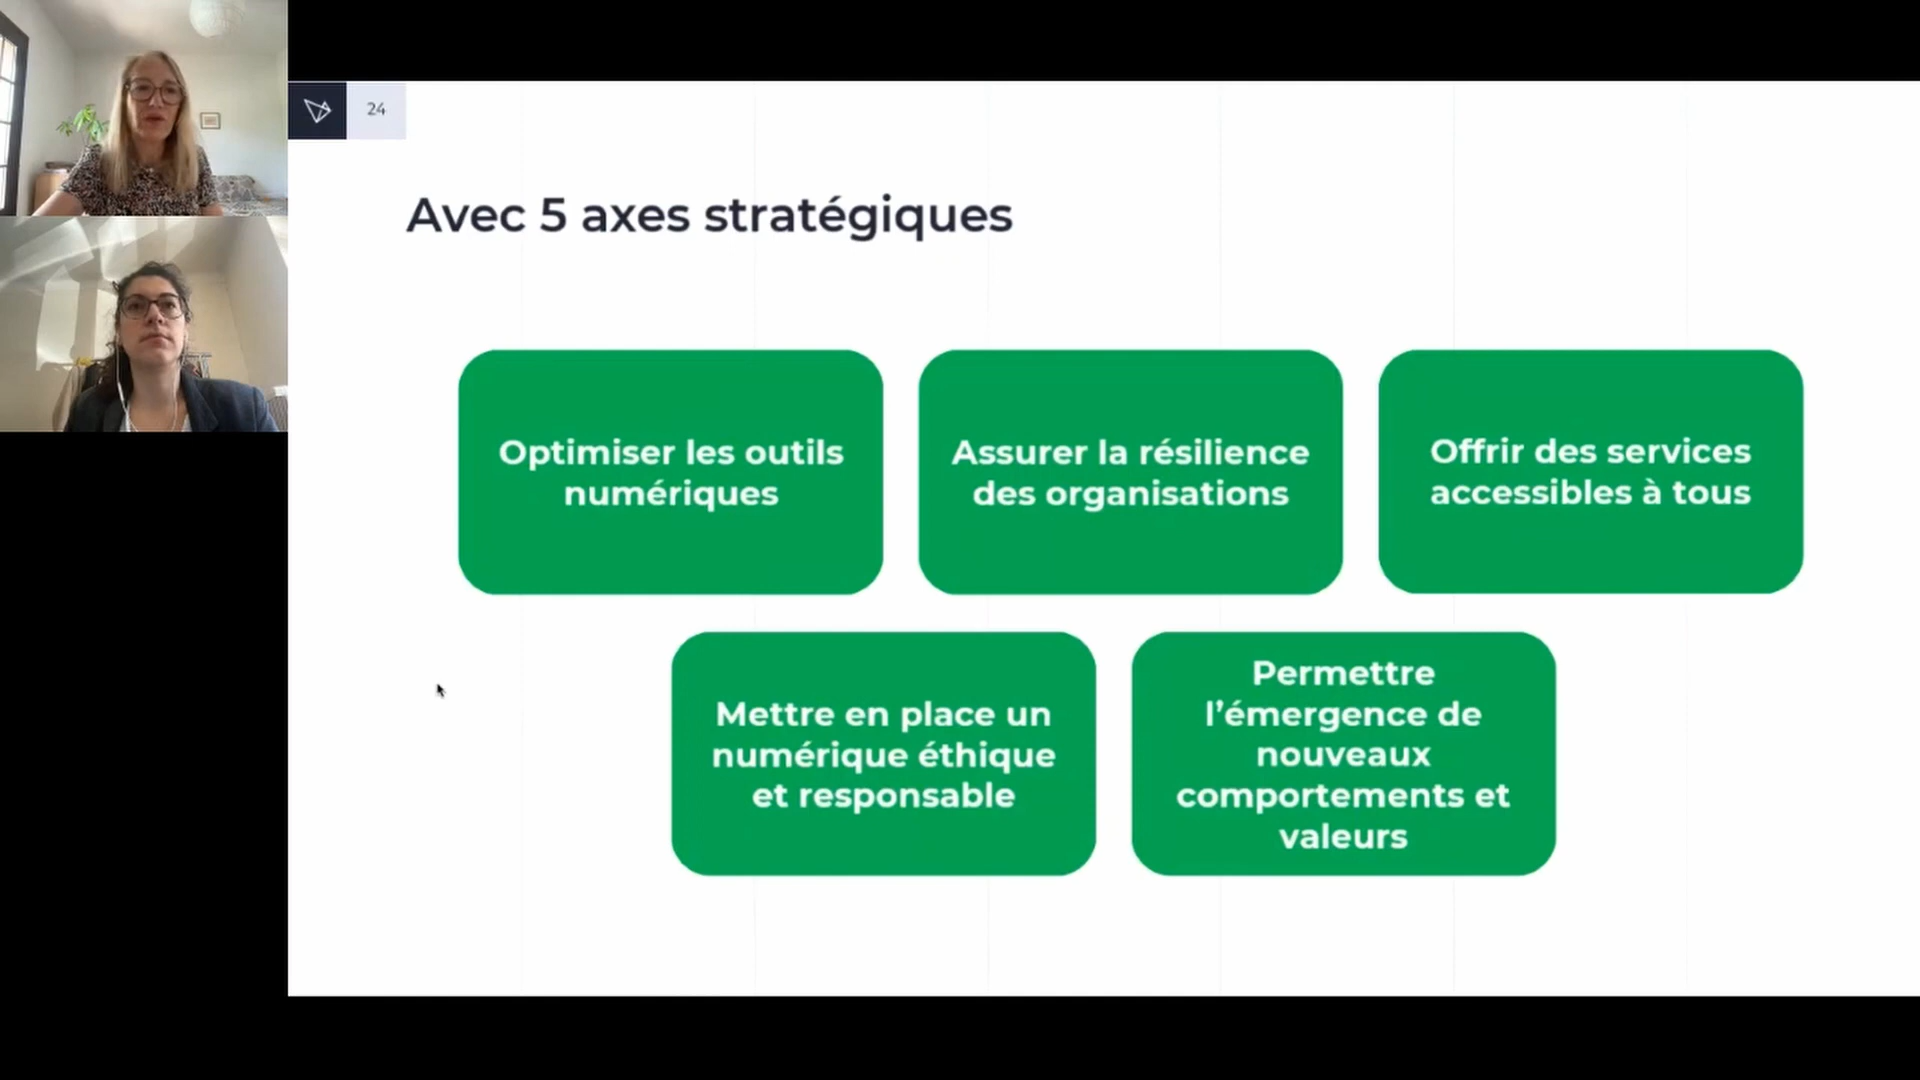 24
Avec 5 axes stratégiques
Optimiser les outils
numériques
Assurer la résilience
des organisations
Offrir des services
accessibles à tous
Mettre en place un
numérique éthique
et responsable
Permettre
l’émergence de
nouveaux
comportements et
valeurs